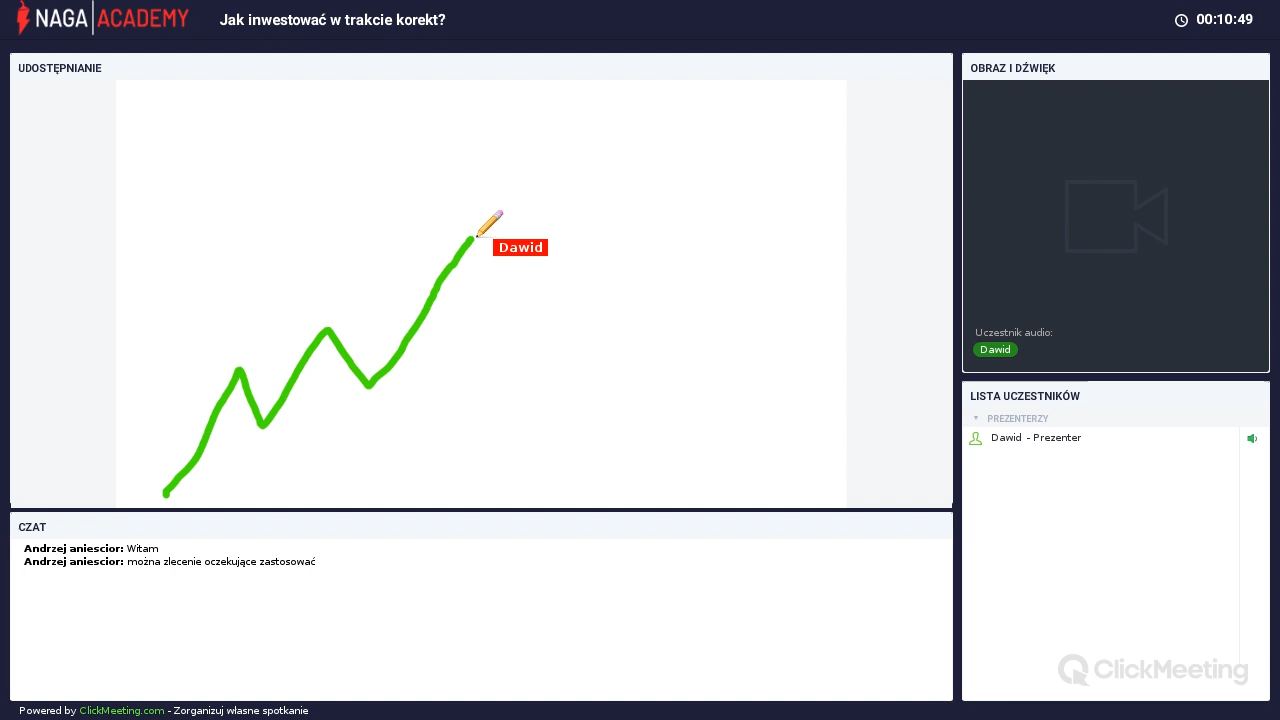 NAGA ACADEMY
Jak inwestować w trakcie korekt?
00:10:49
UDOSTĘPNIANIE
Dawid
OBRAZ I DŹWIĘK
Uczestnik audio:
Dawid
LISTA UCZESTNIKÓW
PREZENTERZY
Dawid - Prezenter
CZAT
Andrzej aniescior: Witam
Andrzej aniescior: można zlecenie oczekujące zastosować
ClickMeeting
Powered by ClickMeeting.com - Zorganizuj własne spotkanie